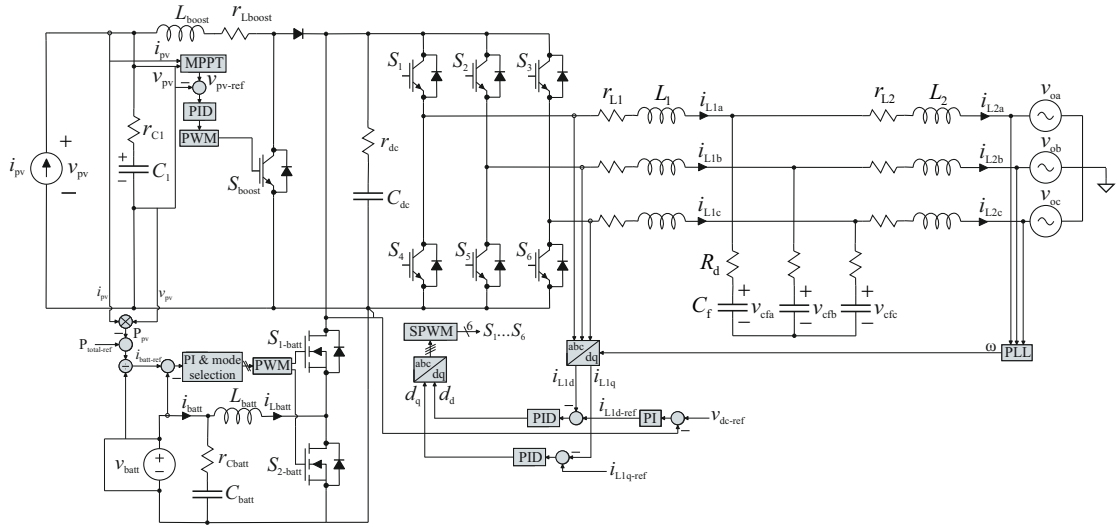 L_boost r_Lboost
i_pv MPPT
v_pv − v_pv-ref
PID
PWM
r_C1
+ C_1 −
i_pv + v_pv −
S_boost
r_dc
C_dc
S_1 S_2 S_3
S_4 S_5 S_6
r_L1 L_1 i_L1a r_L2 L_2 i_L2a v_oa
i_L1b i_L2b v_ob
i_L1c i_L2c v_oc
R_d
C_f + v_cfa − + v_cfb − + v_cfc −
i_pv v_pv
− P_pv
P_total-ref
÷ i_batt-ref
− PI & mode selection PWM
S_1-batt
i_batt L_batt i_Lbatt
v_batt + −
r_Cbatt
C_batt
S_2-batt
SPWM 6 S_1...S_6
abc dq
d_q d_d
abc dq
ω PLL
i_L1d i_L1q
PID − i_L1d-ref PI − v_dc-ref
PID − i_L1q-ref